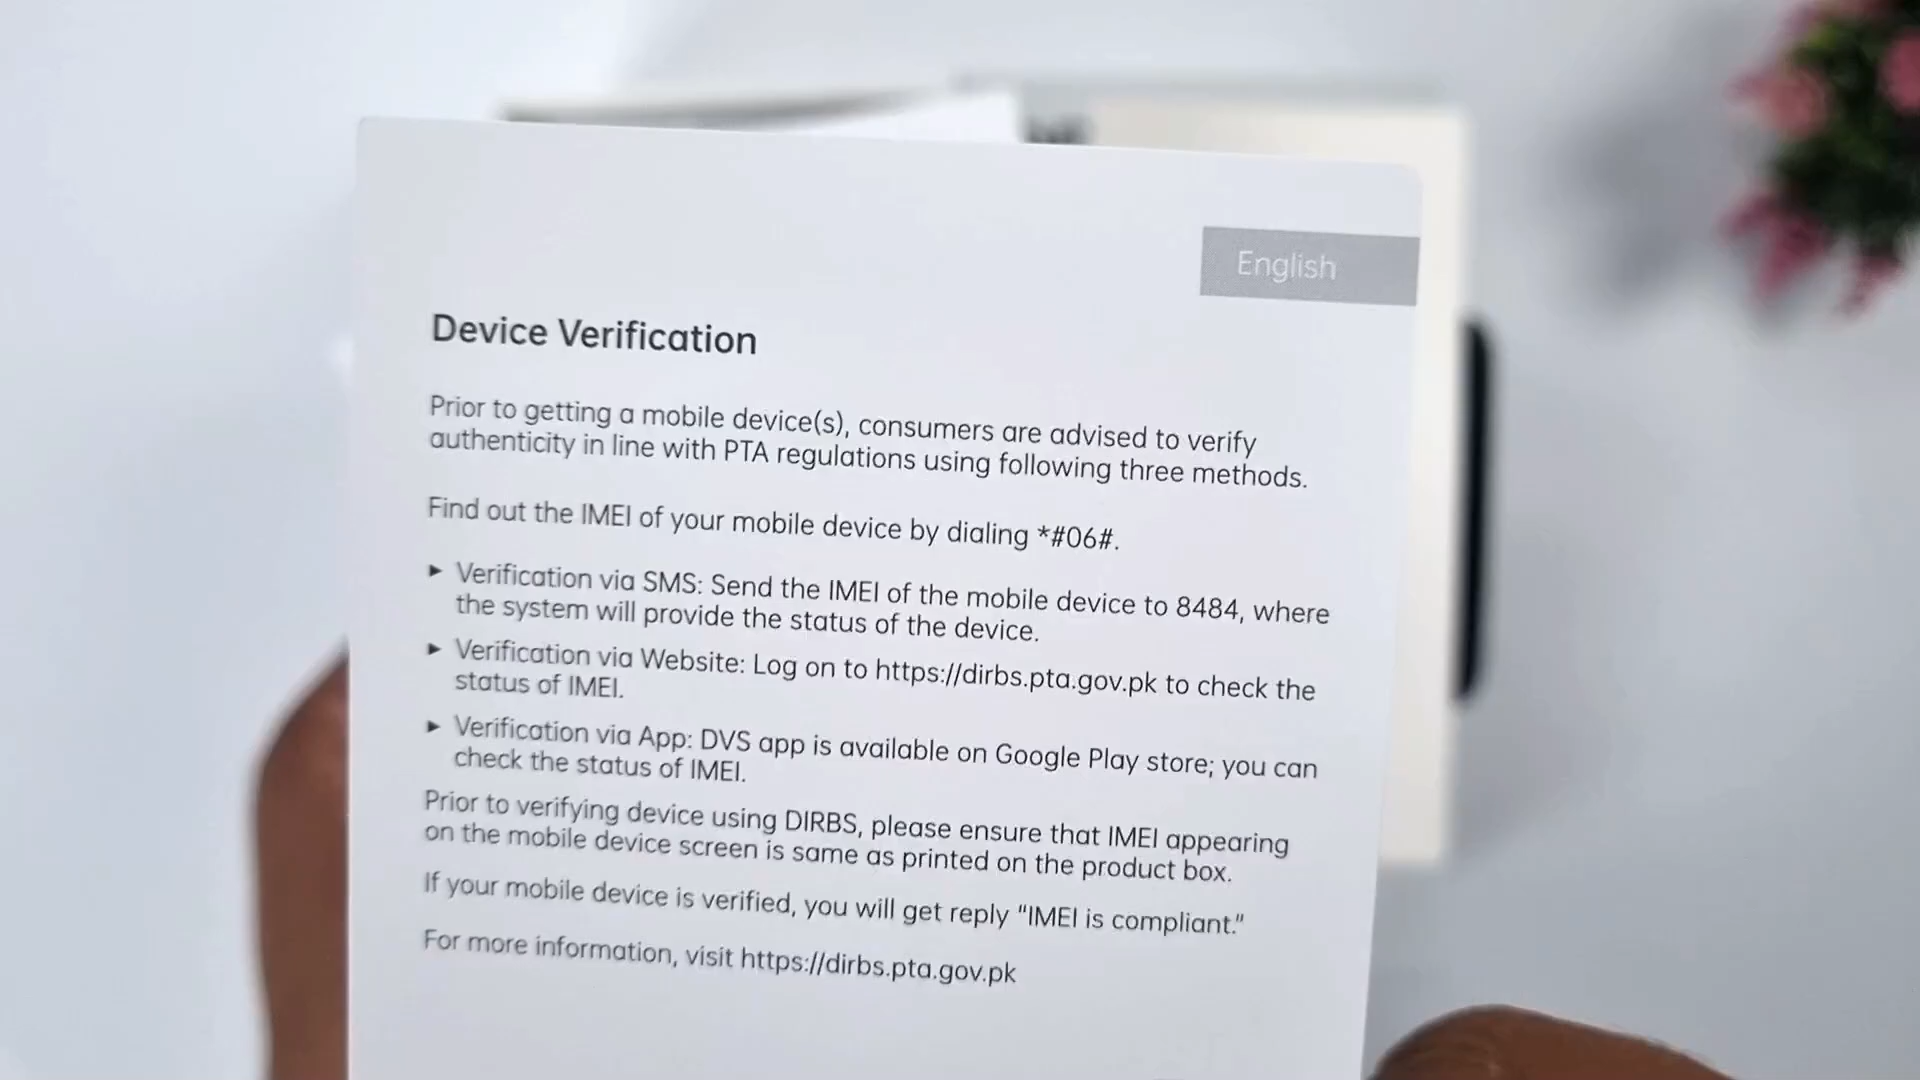 English
Device Verification
Prior to getting a mobile device(s), consumers are advised to verify
authenticity in line with PTA regulations using following three methods.
Find out the IMEI of your mobile device by dialing *#06#.
▸ Verification via SMS: Send the IMEI of the mobile device to 8484, where
the system will provide the status of the device.
▸ Verification via Website: Log on to https://dirbs.pta.gov.pk to check the
status of IMEI.
▸ Verification via App: DVS app is available on Google Play store; you can
check the status of IMEI.
Prior to verifying device using DIRBS, please ensure that IMEI appearing
on the mobile device screen is same as printed on the product box.
If your mobile device is verified, you will get reply “IMEI is compliant.”
For more information, visit https://dirbs.pta.gov.pk